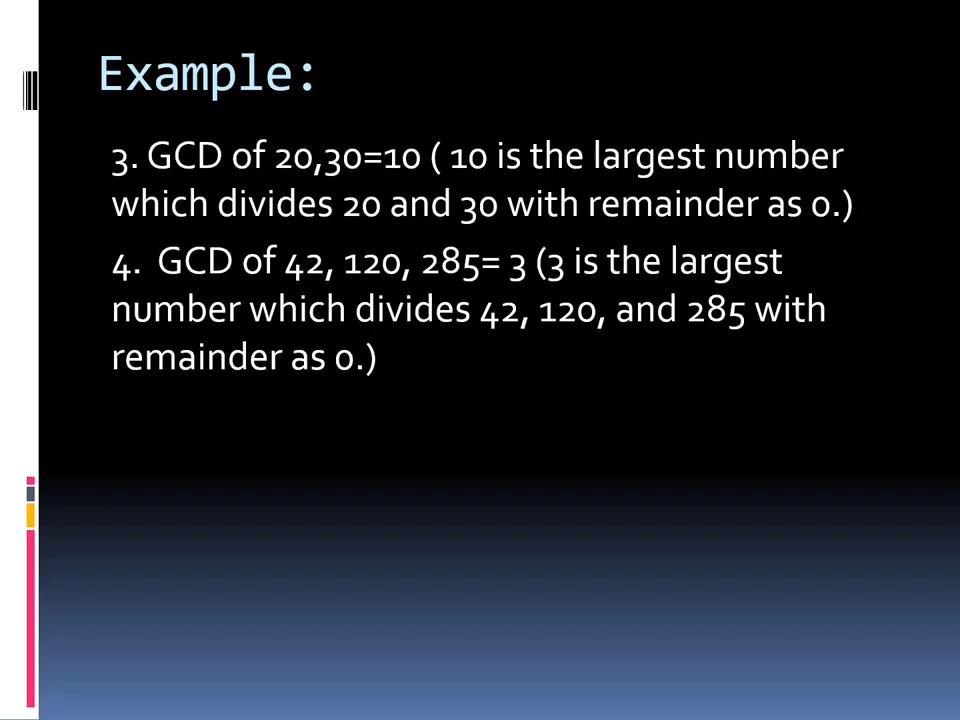 Example:
3. GCD of 20,30=10 ( 10 is the largest number
which divides 20 and 30 with remainder as 0.)
4.  GCD of 42, 120, 285= 3 (3 is the largest
number which divides 42, 120, and 285 with
remainder as 0.)